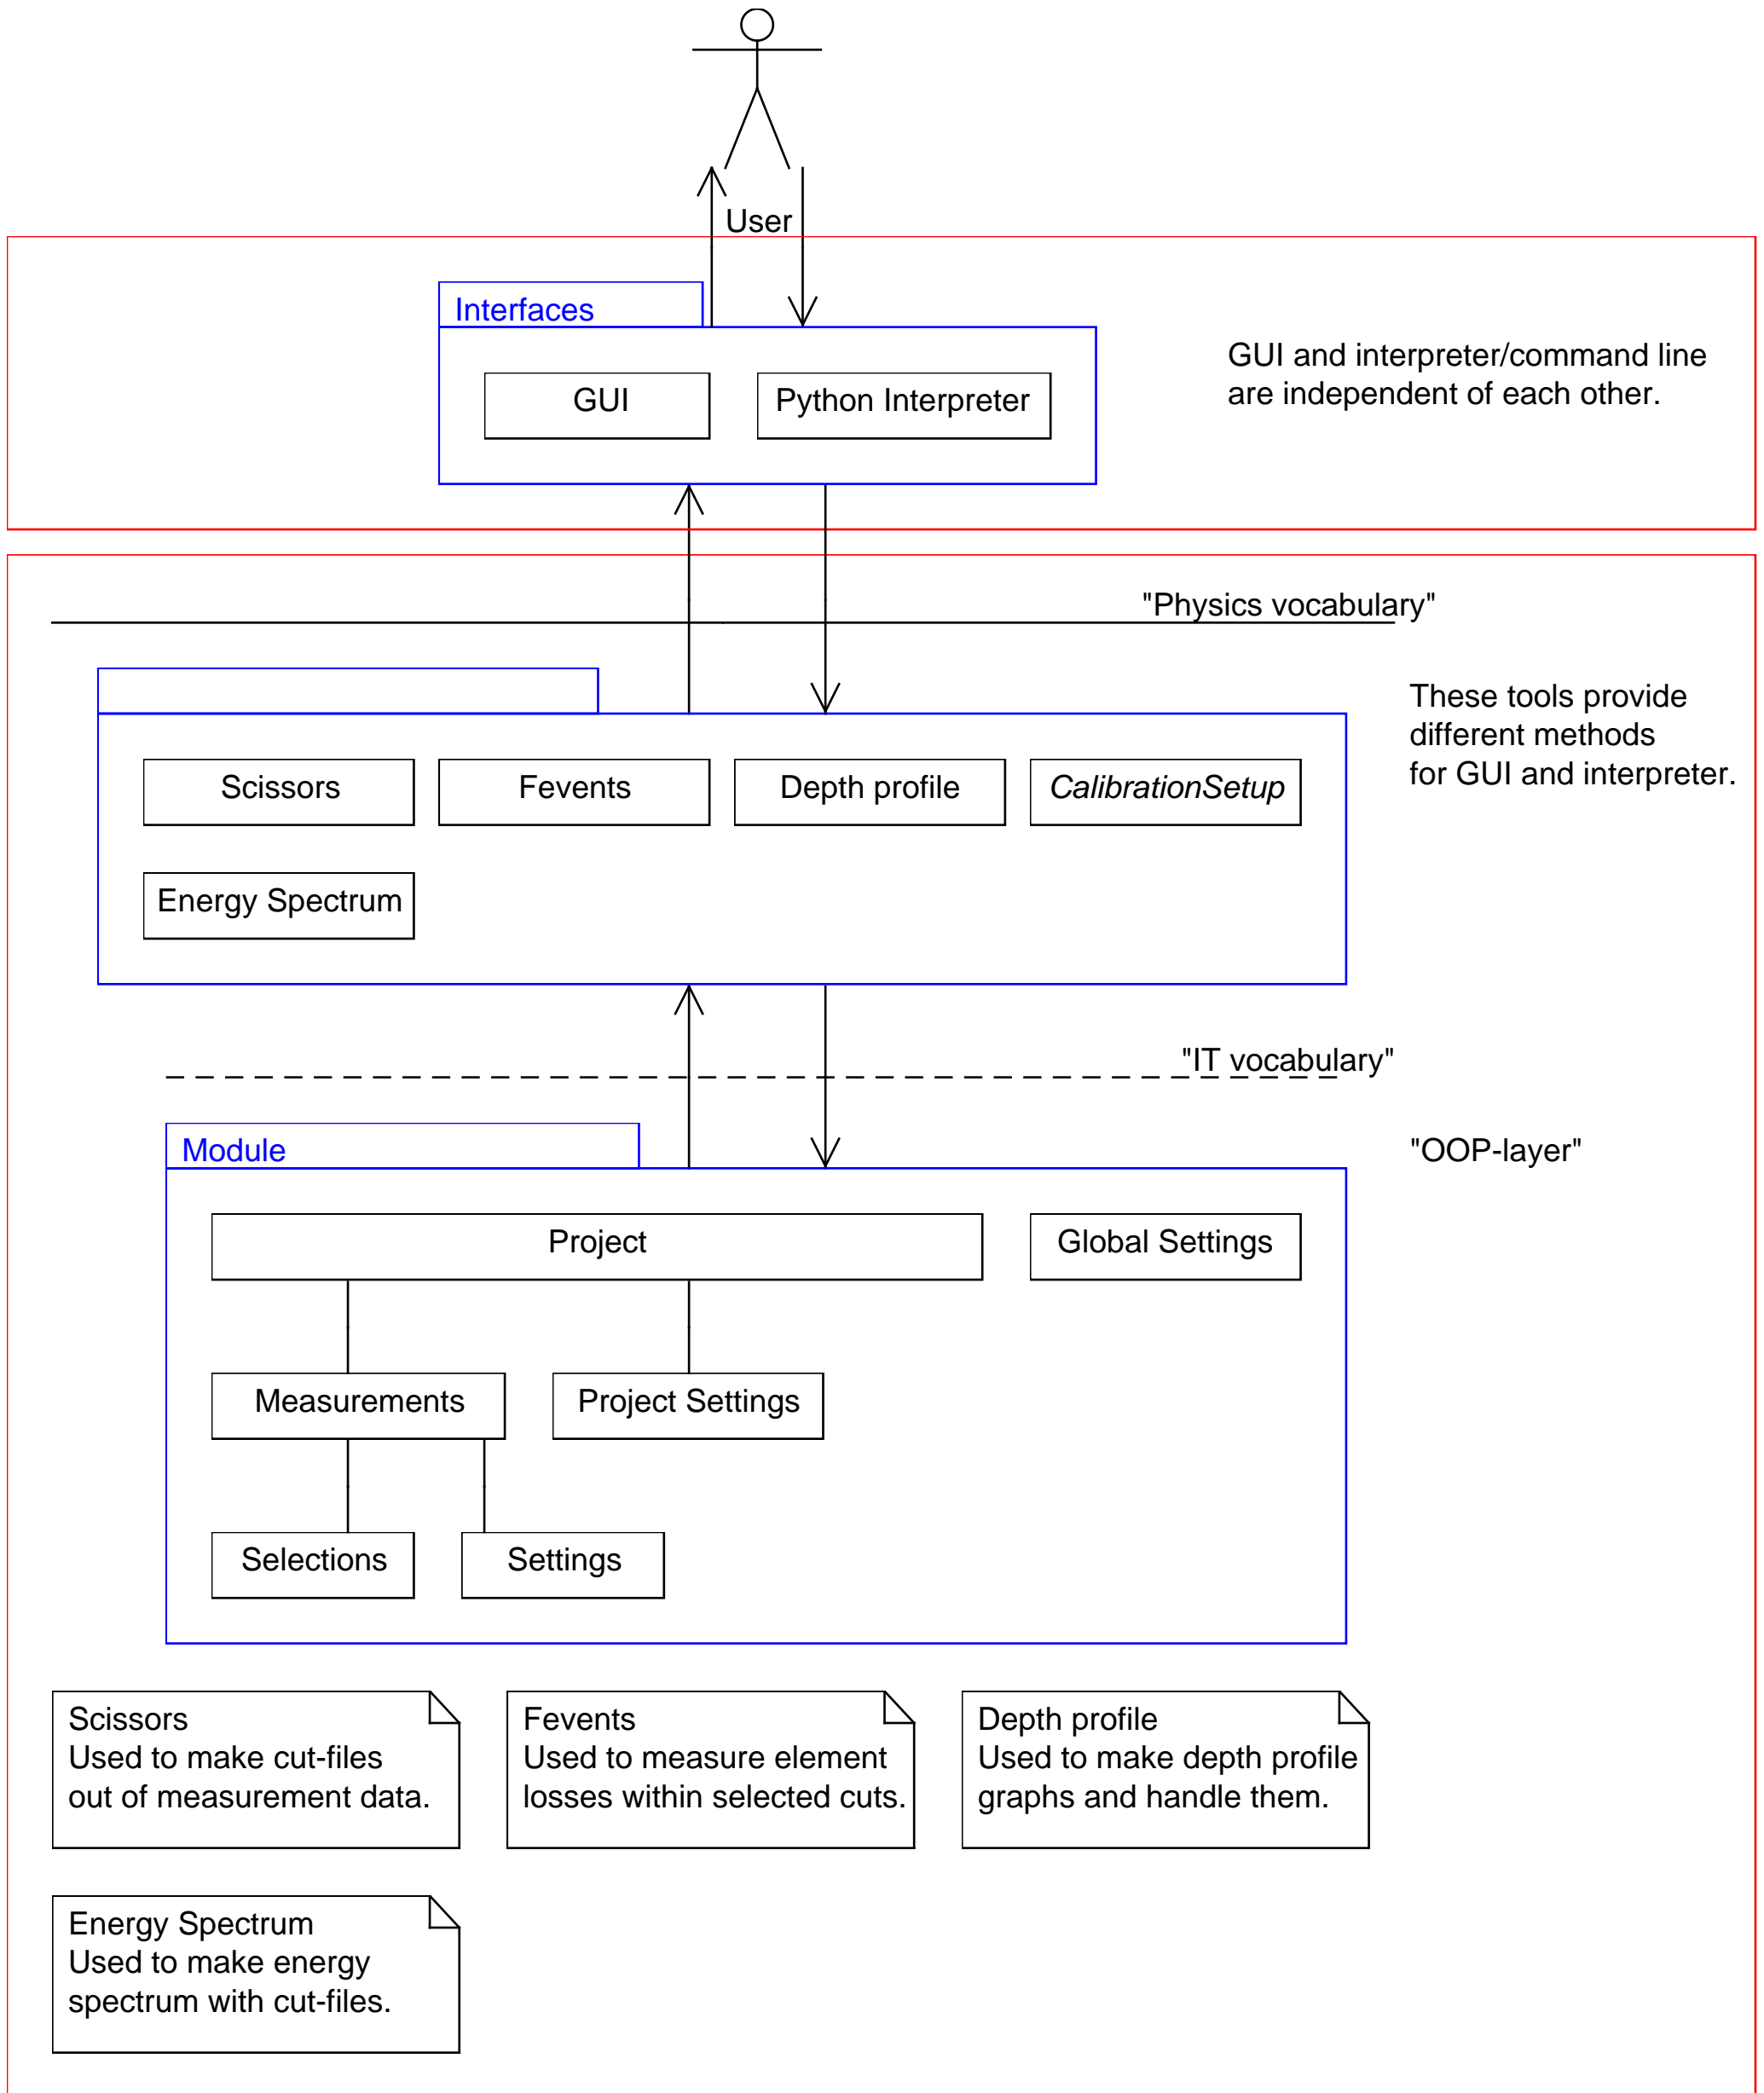 User
Interfaces
GUI
Python Interpreter
GUI and interpreter/command line
are independent of each other.
"Physics vocabulary"
These tools provide
different methods
for GUI and interpreter.
Scissors
Fevents
Depth profile
CalibrationSetup
Energy Spectrum
"IT vocabulary"
Module
"OOP-layer"
Project
Global Settings
Measurements
Project Settings
Selections
Settings
Scissors
Used to make cut-files
out of measurement data.
Fevents
Used to measure element
losses within selected cuts.
Depth profile
Used to make depth profile
graphs and handle them.
Energy Spectrum
Used to make energy
spectrum with cut-files.